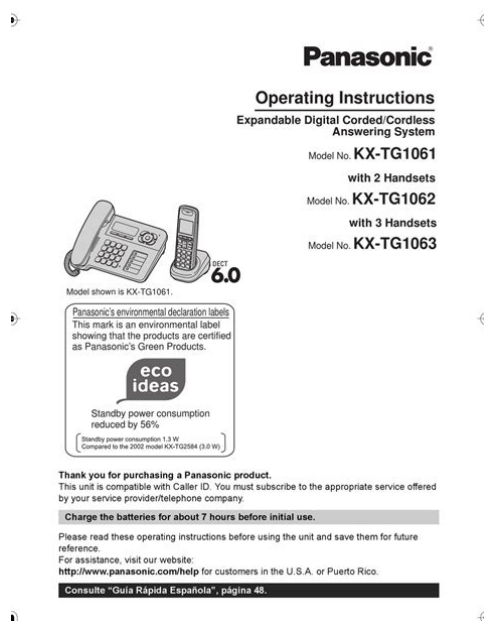 Panasonic
Operating Instructions
Expandable Digital Corded/Cordless
Answering System
Model No. KX-TG1061
with 2 Handsets
Model No. KX-TG1062
with 3 Handsets
Model No. KX-TG1063
DECT
6.0
Model shown is KX-TG1061.
Panasonic's environmental declaration labels
This mark is an environmental label
showing that the products are certified
as Panasonic's Green Products.
eco
ideas
Standby power consumption
reduced by 56%
Standby power consumption 1.3 W
Compared to the 2002 model KX-TG2584 (3.0 W)
Thank you for purchasing a Panasonic product.
This unit is compatible with Caller ID. You must subscribe to the appropriate service offered
by your service provider/telephone company.
Charge the batteries for about 7 hours before initial use.
Please read these operating instructions before using the unit and save them for future
reference.
For assistance, visit our website:
http://www.panasonic.com/help for customers in the U.S.A. or Puerto Rico.
Consulte “Guía Rápida Española”, página 48.